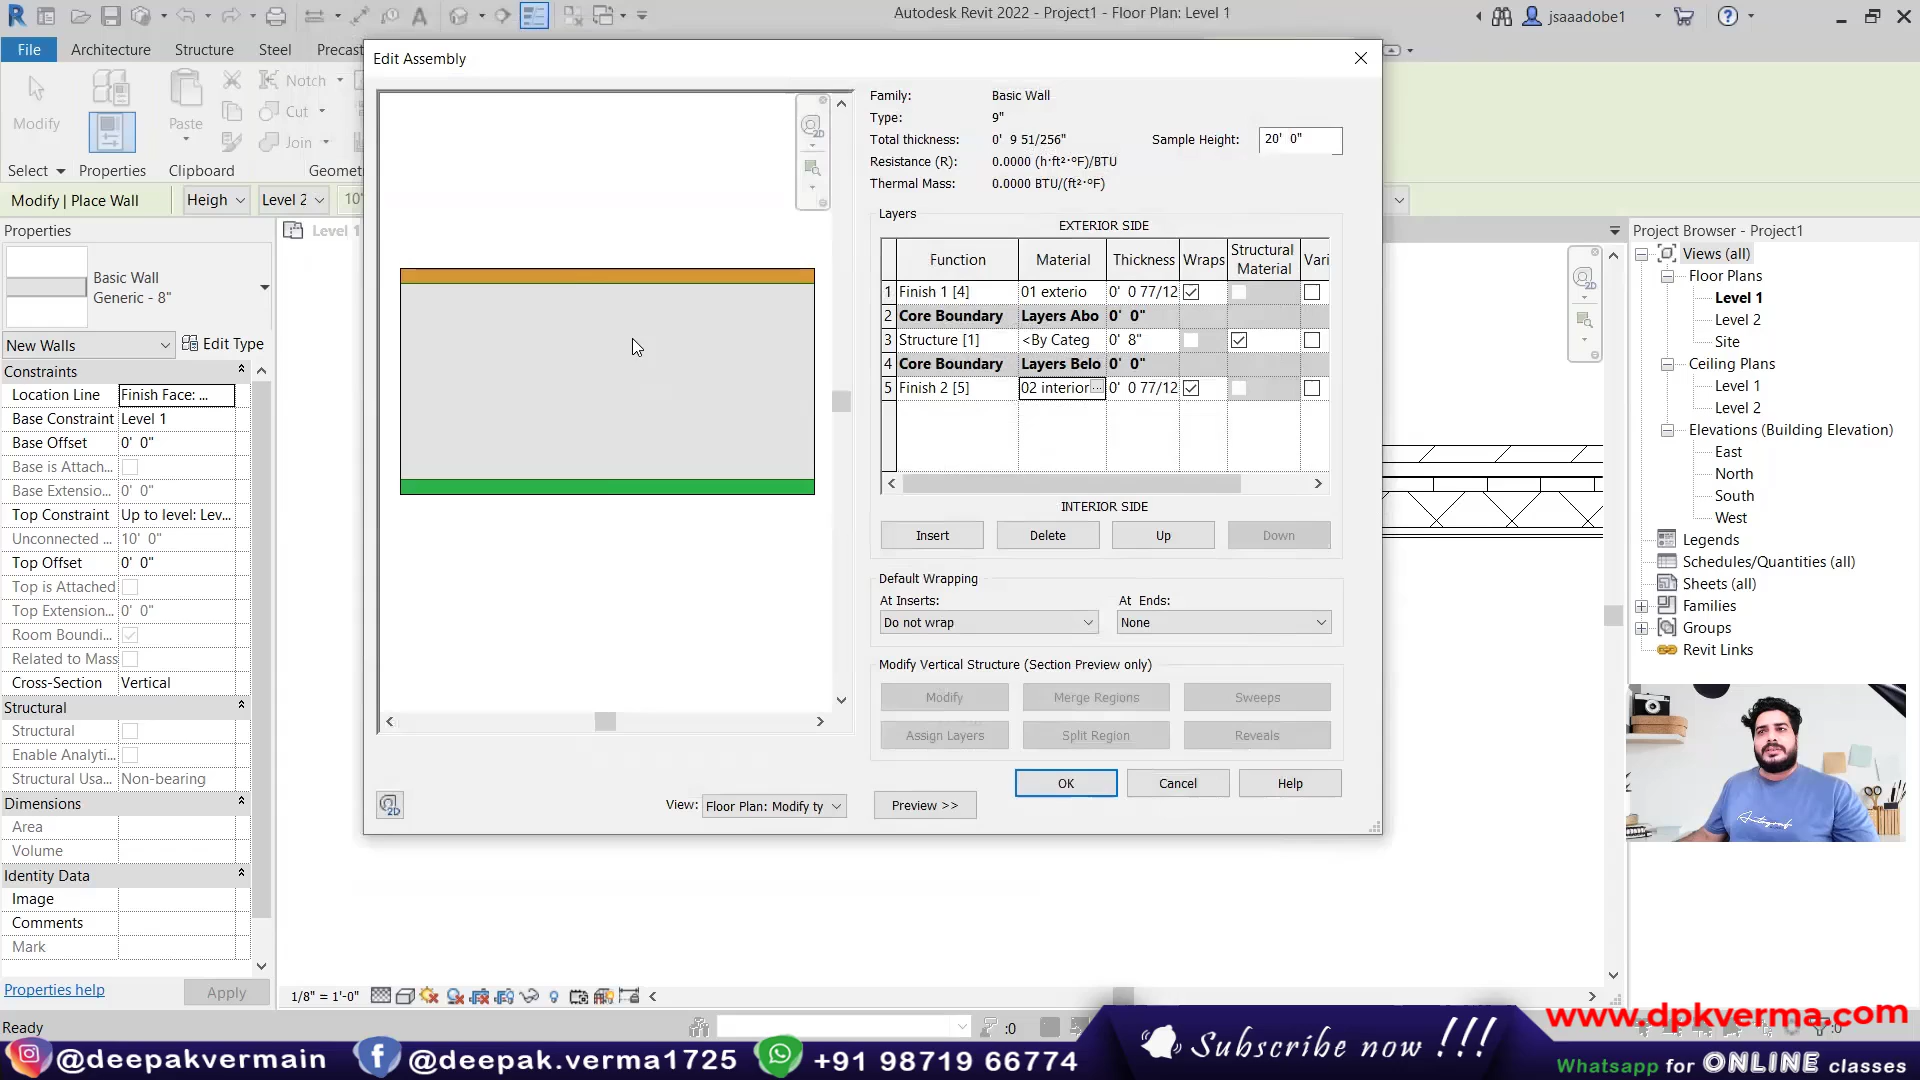 Autodesk Revit 2022 - Project1 - Floor Plan: Level 1
jsaaadobe1
File
Architecture
Structure
Steel
Precast
Modify
Paste
Notch
Cut
Join
Select
Properties
Clipboard
Geomet
Modify | Place Wall
Heigh
Level 2
10'
Properties
Basic Wall
Generic - 8"
New Walls
Edit Type
Constraints
Location Line
Finish Face: ...
Base Constraint
Level 1
Base Offset
0' 0"
Base is Attach...
Base Extensio...
0' 0"
Top Constraint
Up to level: Lev...
Unconnected ...
10' 0"
Top Offset
0' 0"
Top is Attached
Top Extension...
0' 0"
Room Boundi...
Related to Mass
Cross-Section
Vertical
Structural
Structural
Enable Analyti...
Structural Usa...
Non-bearing
Dimensions
Area
Volume
Identity Data
Image
Comments
Mark
Properties help
Apply
Ready
Level 1
Edit Assembly
Family:
Basic Wall
Type:
9"
Total thickness:
0' 9 51/256"
Sample Height:
20' 0"
Resistance (R):
0.0000 (h·ft²·°F)/BTU
Thermal Mass:
0.0000 BTU/(ft²·°F)
Layers
EXTERIOR SIDE
Function
Material
Thickness
Wraps
Structural Material
Vari
1 Finish 1 [4] 01 exterio 0' 0 77/12
2 Core Boundary Layers Abo 0' 0"
3 Structure [1] <By Categ 0' 8"
4 Core Boundary Layers Belo 0' 0"
5 Finish 2 [5] 02 interior 0' 0 77/12
INTERIOR SIDE
Insert
Delete
Up
Down
Default Wrapping
At Inserts:
At Ends:
Do not wrap
None
Modify Vertical Structure (Section Preview only)
Modify
Merge Regions
Sweeps
Assign Layers
Split Region
Reveals
OK
Cancel
Help
View:
Floor Plan: Modify ty
Preview >>
1/8" = 1'-0"
:0
Project Browser - Project1
Views (all)
Floor Plans
Level 1
Level 2
Site
Ceiling Plans
Level 1
Level 2
Elevations (Building Elevation)
East
North
South
West
Legends
Schedules/Quantities (all)
Sheets (all)
Families
Groups
Revit Links
www.dpkverma.com
:0
@deepakvermain
@deepak.verma1725
+91 98719 66774
Subscribe now !!!
Whatsapp for ONLINE classes